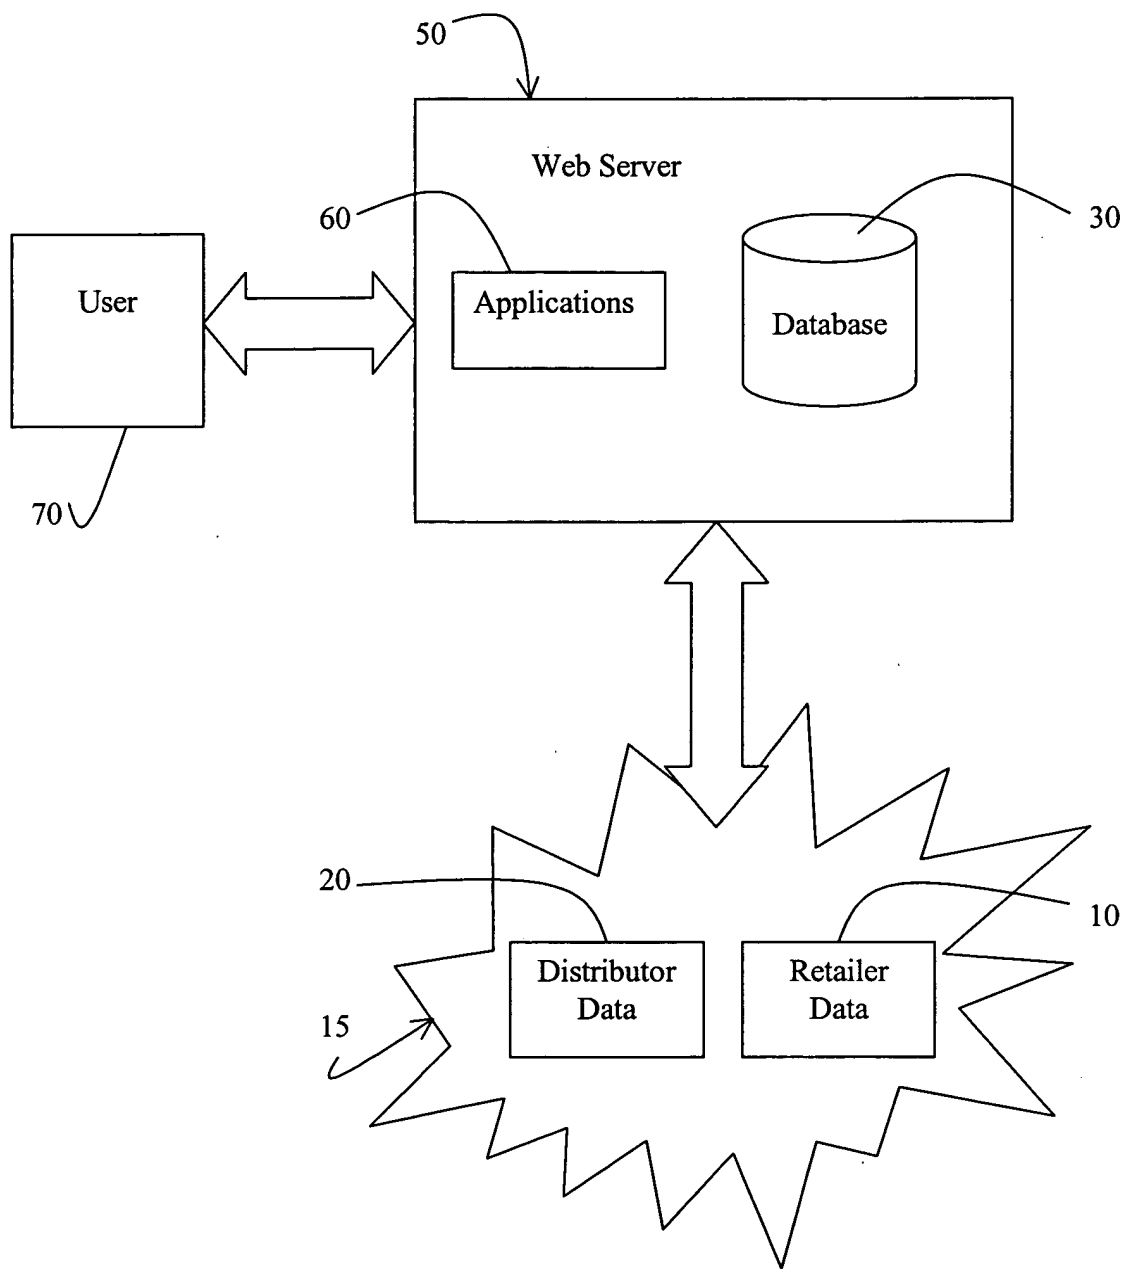 50
Web Server
60
30
User
Applications
Database
70
20
10
Distributor
Data
Retailer
Data
15